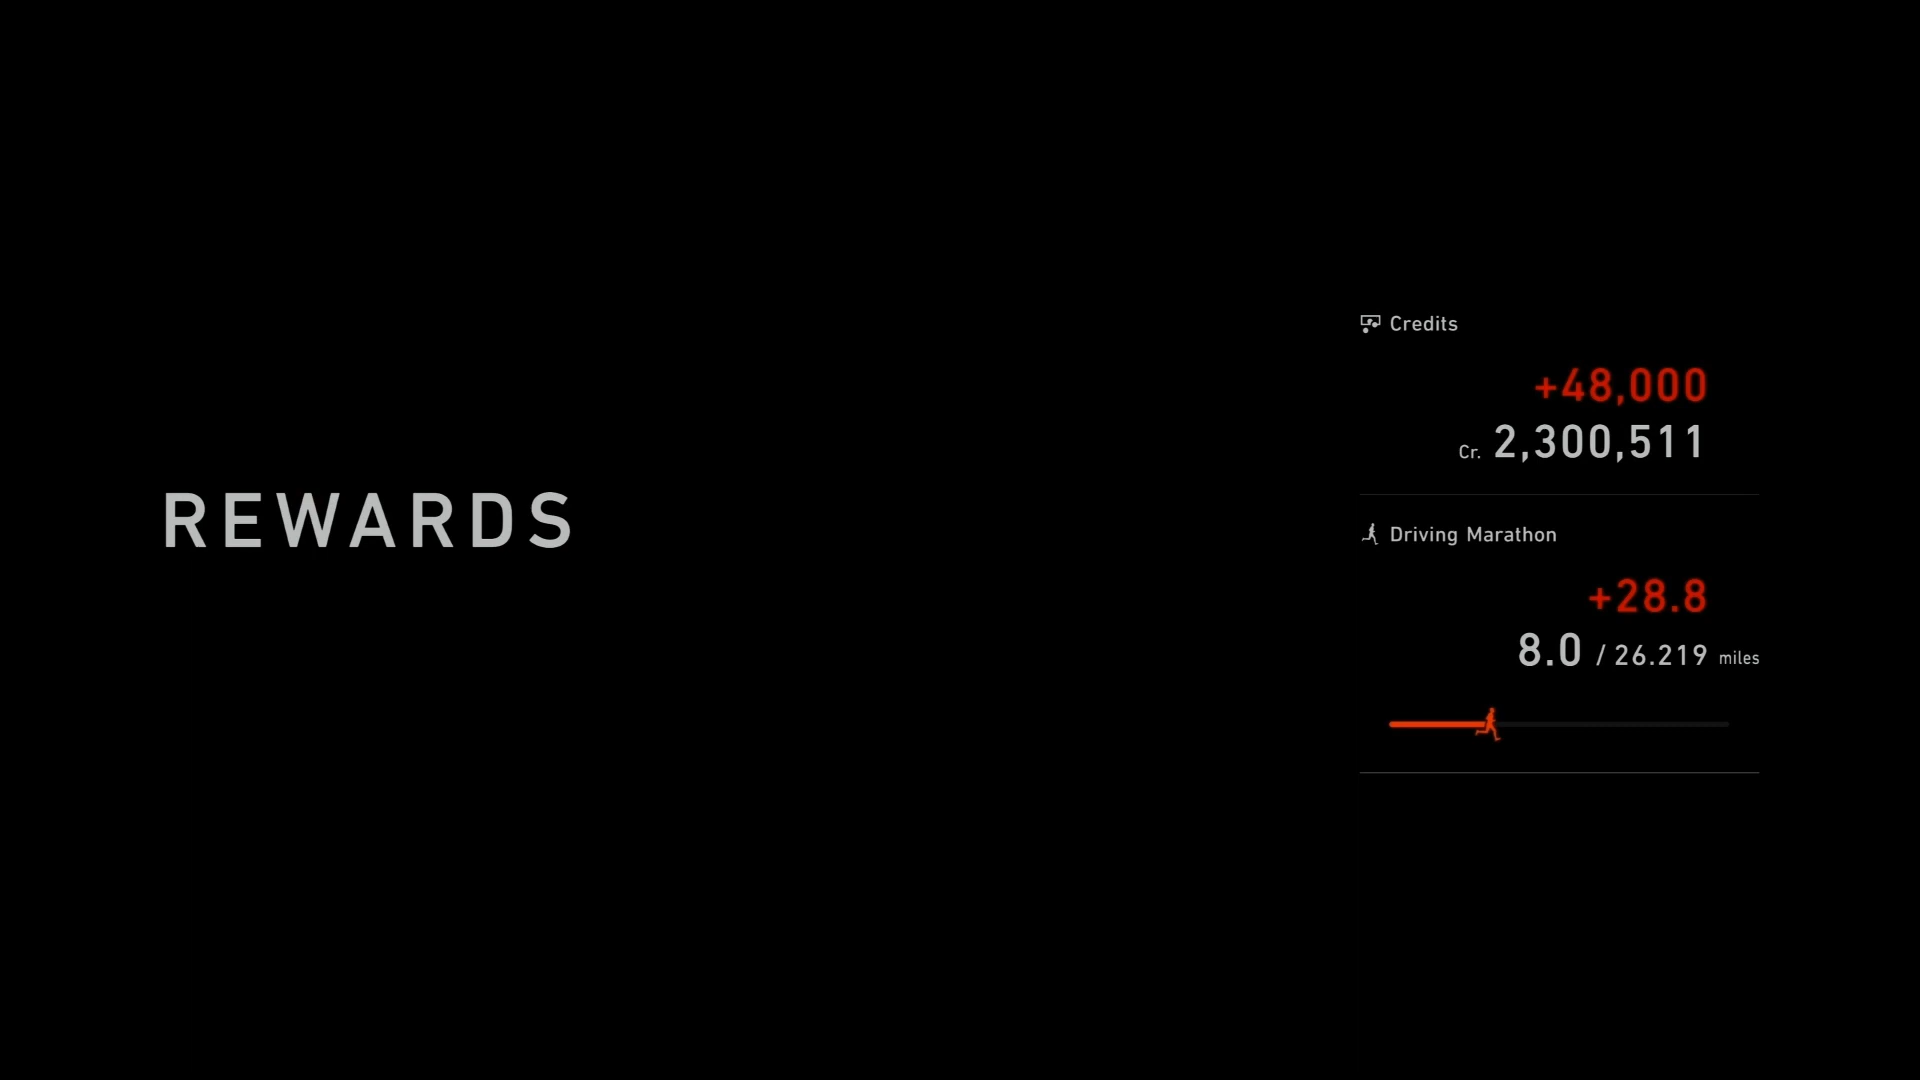 REWARDS
Credits
+48,000
Cr. 2,300,511
Driving Marathon
+28.8
8.0 / 26.219 miles